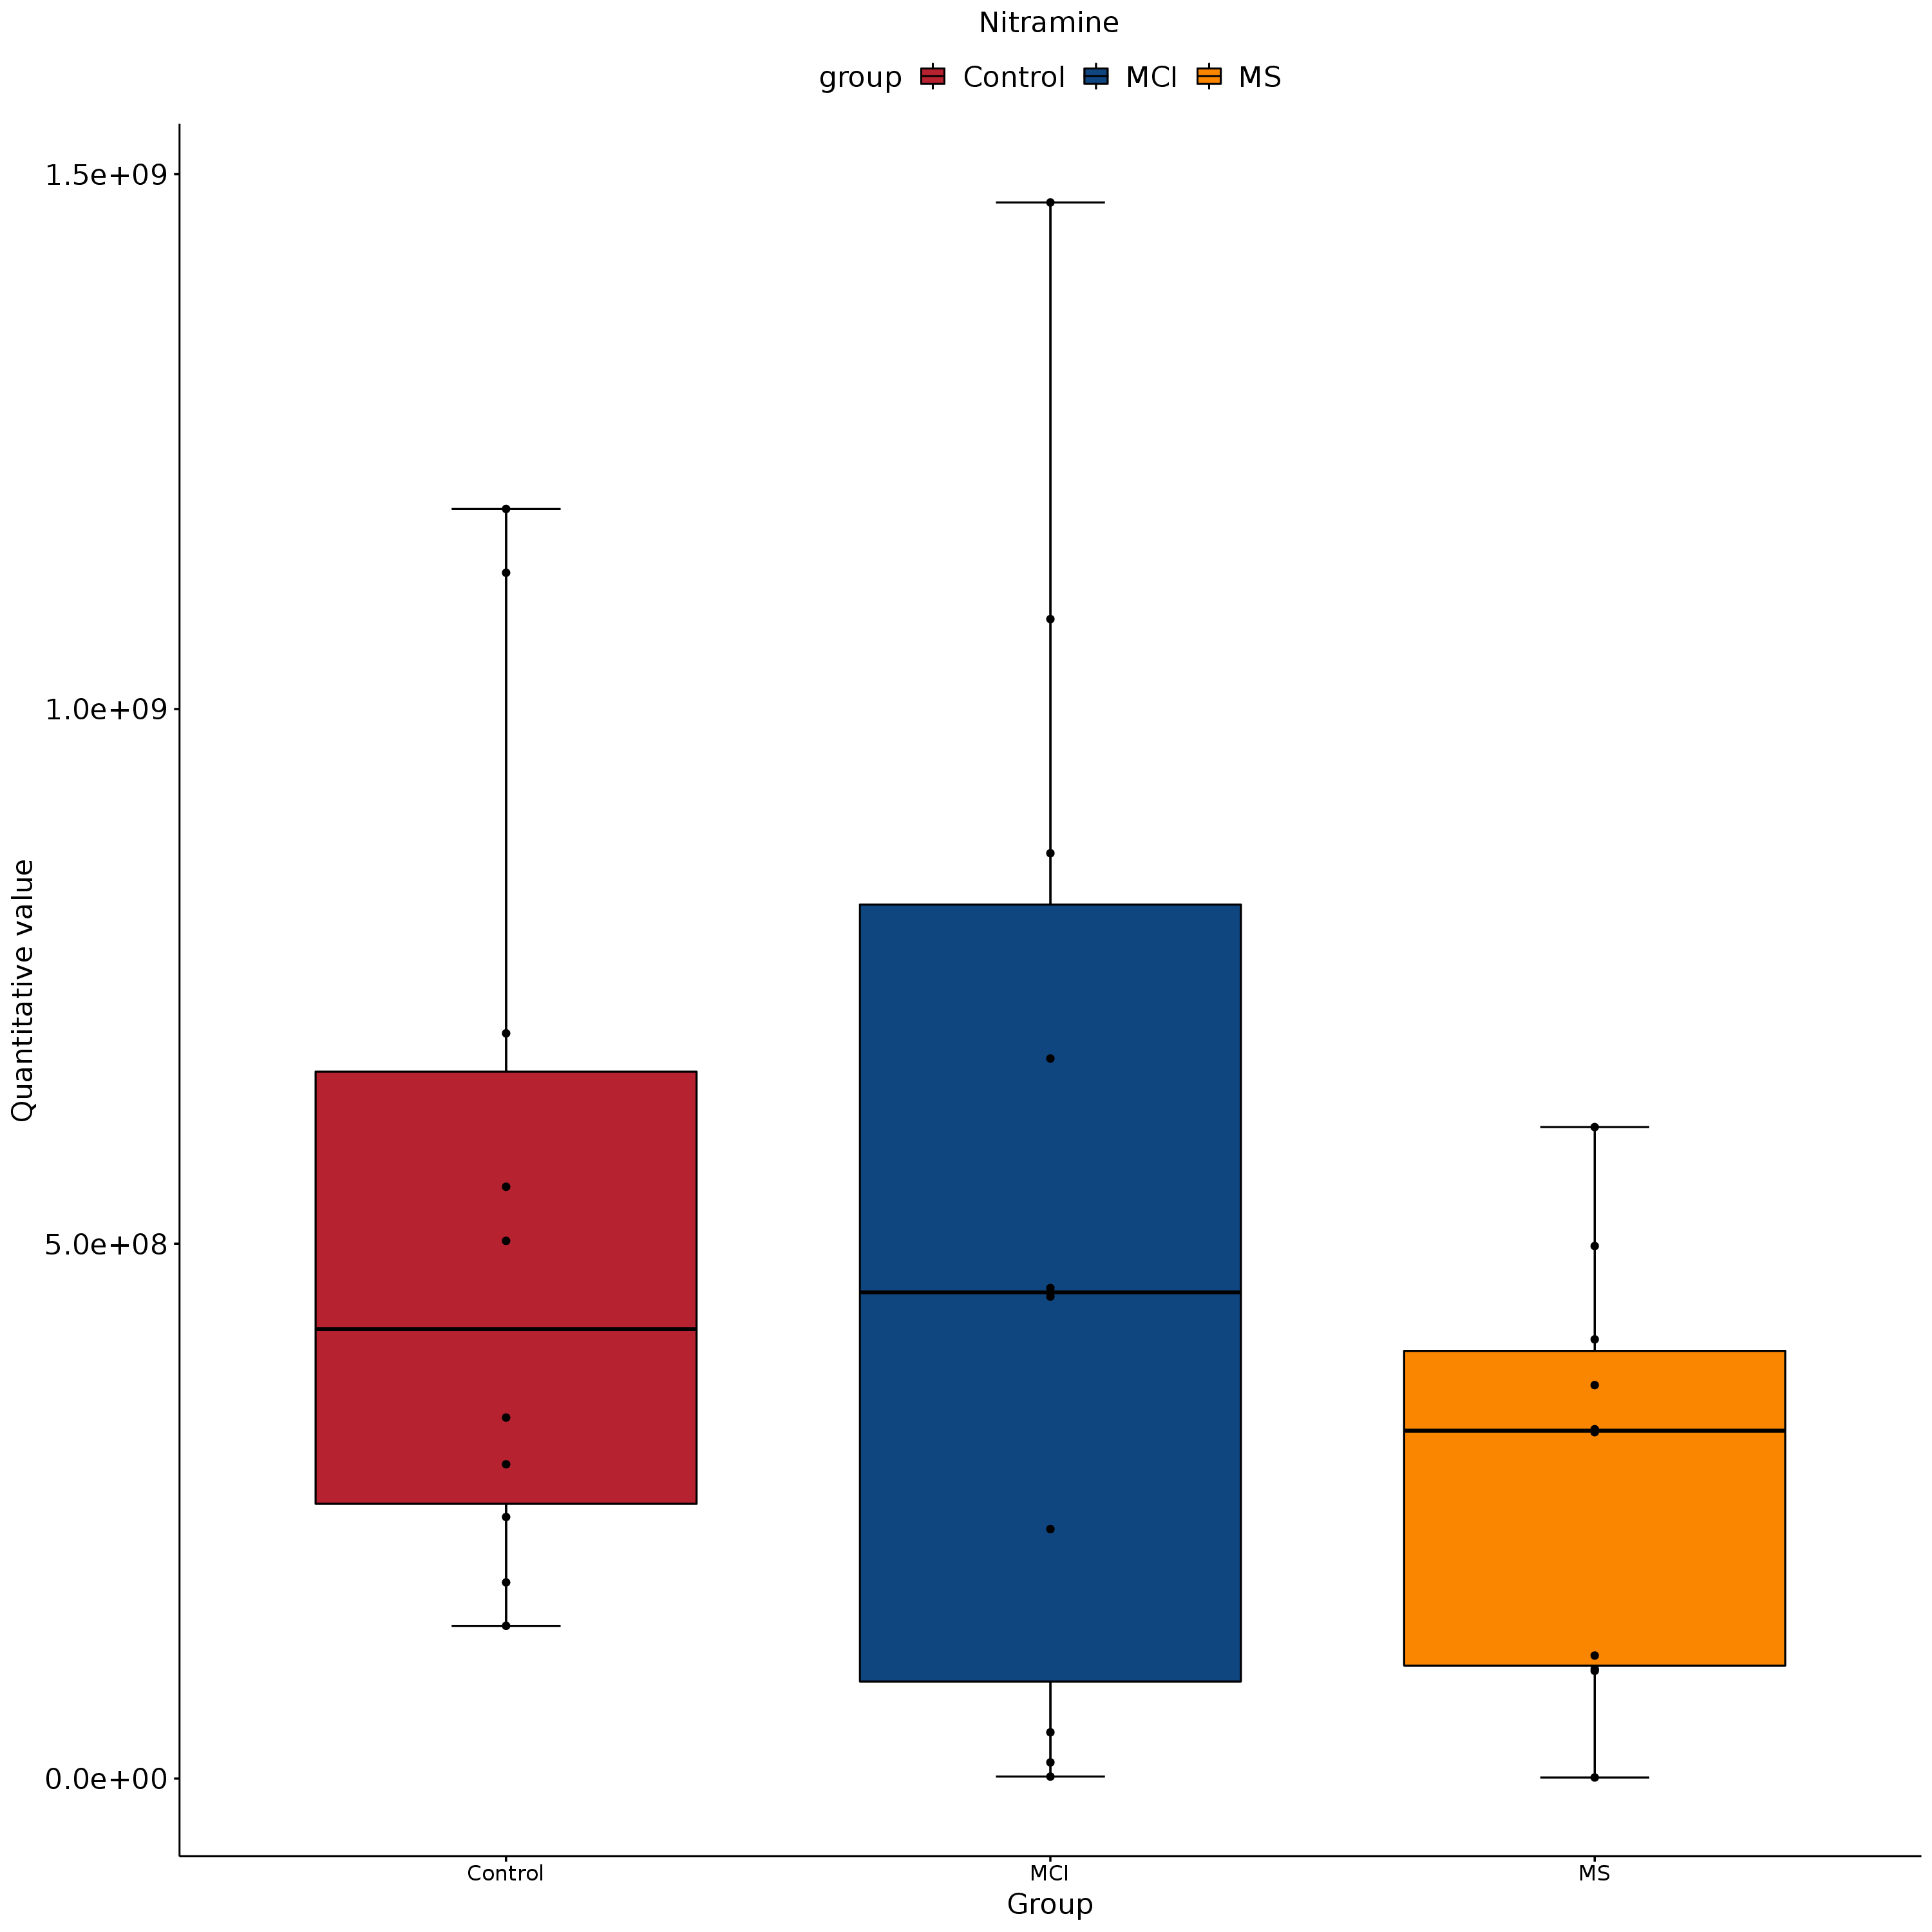 Nitramine
group Control MCI MS
Quantitative value
1.5e+09
1.0e+09
5.0e+08
0.0e+00
Control MCI MS
Group